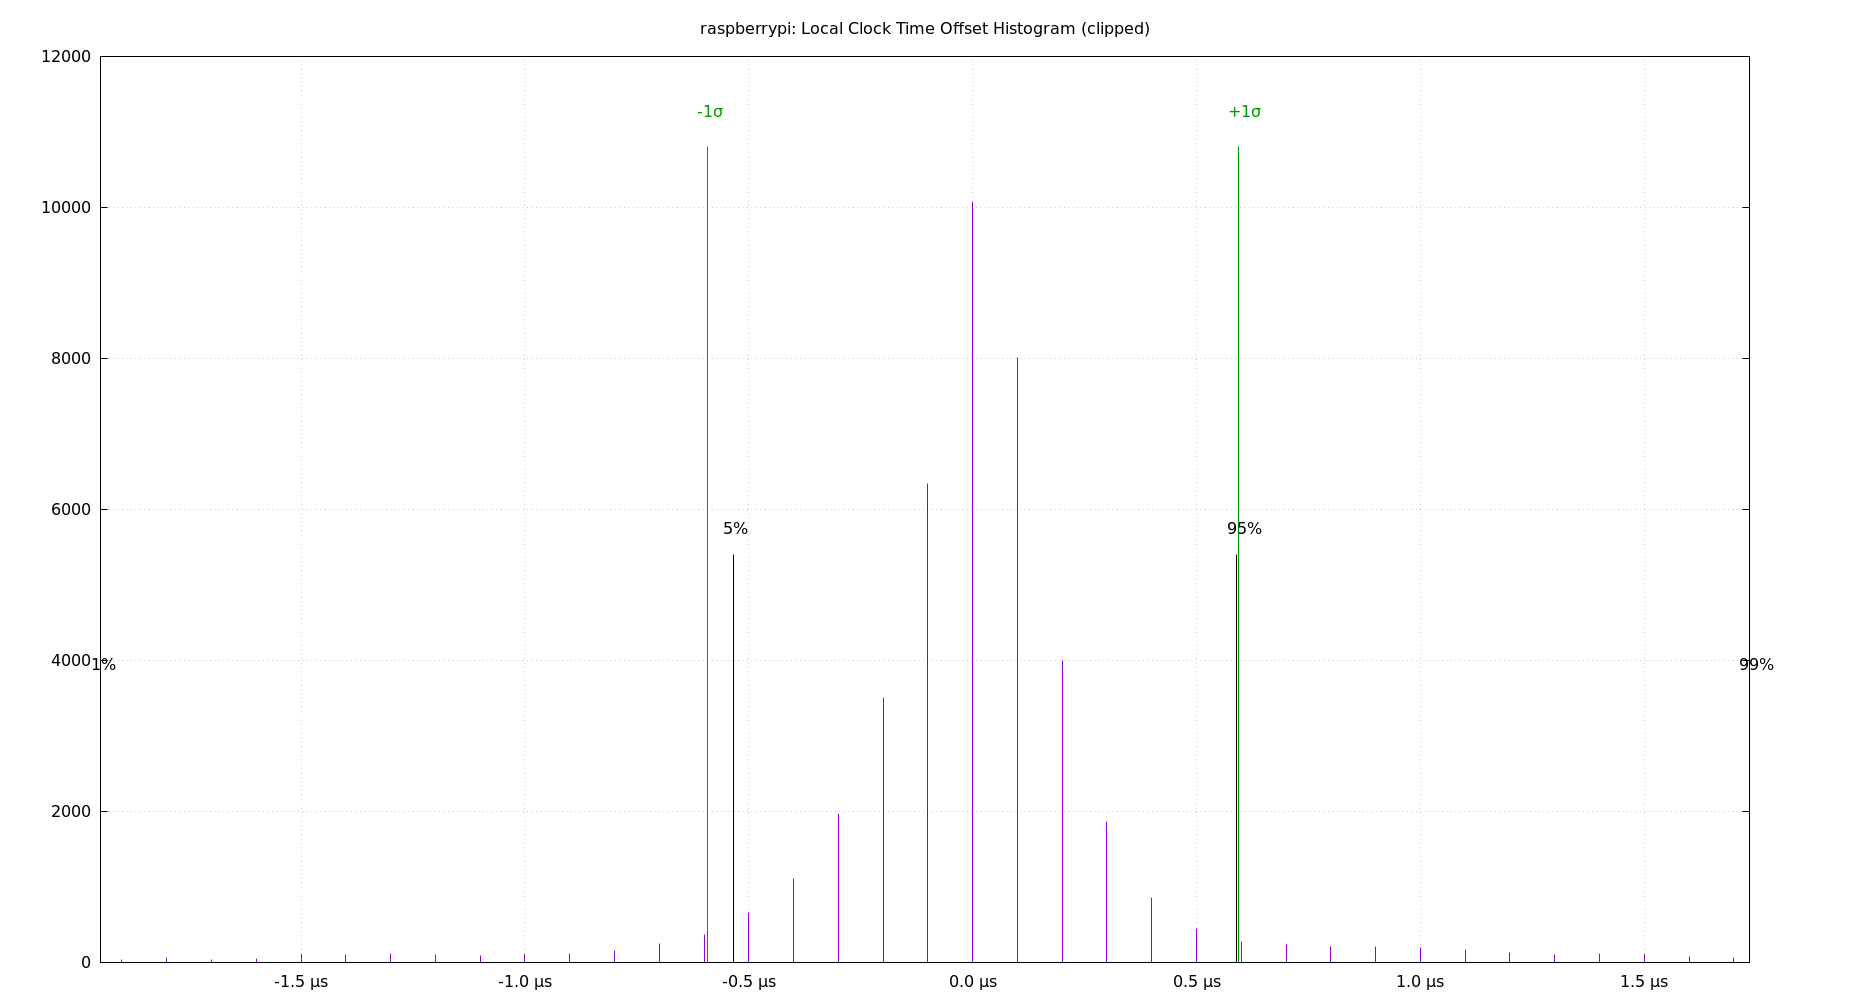 raspberrypi: Local Clock Time Offset Histogram (clipped)
12000
-1σ +1σ
10000
8000
6000
5% 95%
4000 1% 99%
2000
0
-1.5 µs -1.0 µs -0.5 µs 0.0 µs 0.5 µs 1.0 µs 1.5 µs